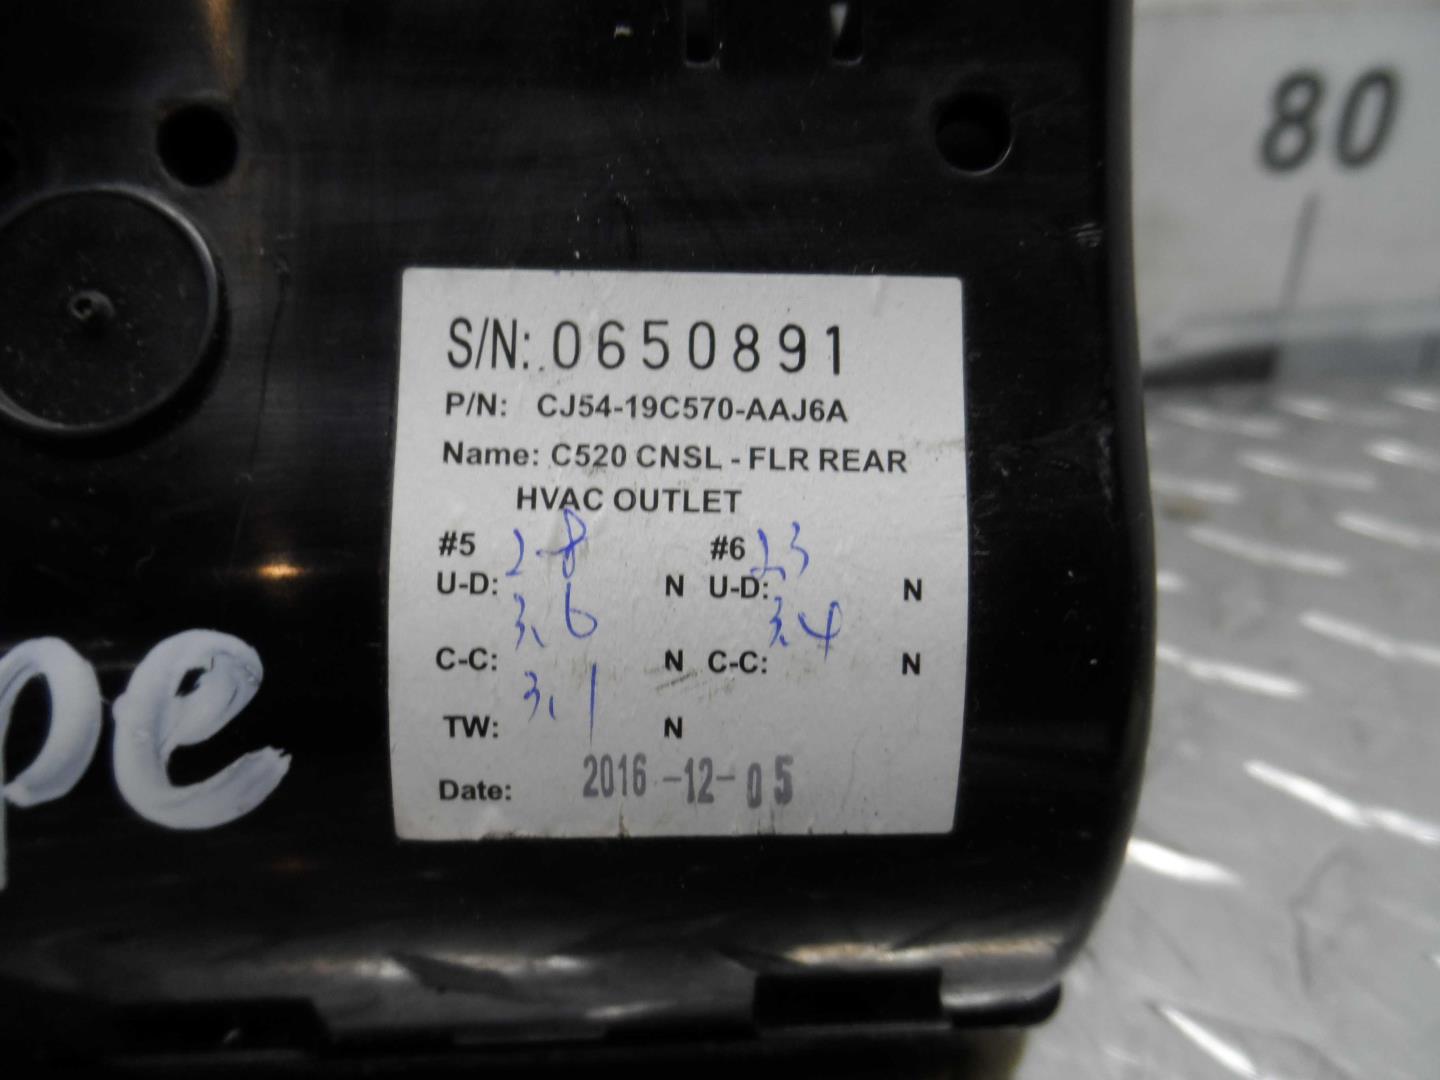 80
S/N: 0650891
P/N: CJ54-19C570-AAJ6A
Name: C520 CNSL - FLR REAR
HVAC OUTLET
#5 2.8 #6 2.3
U-D: N U-D: N
3.6 3.4
C-C: N C-C: N
3.1
TW: N
Date: 2016-12-05
pe